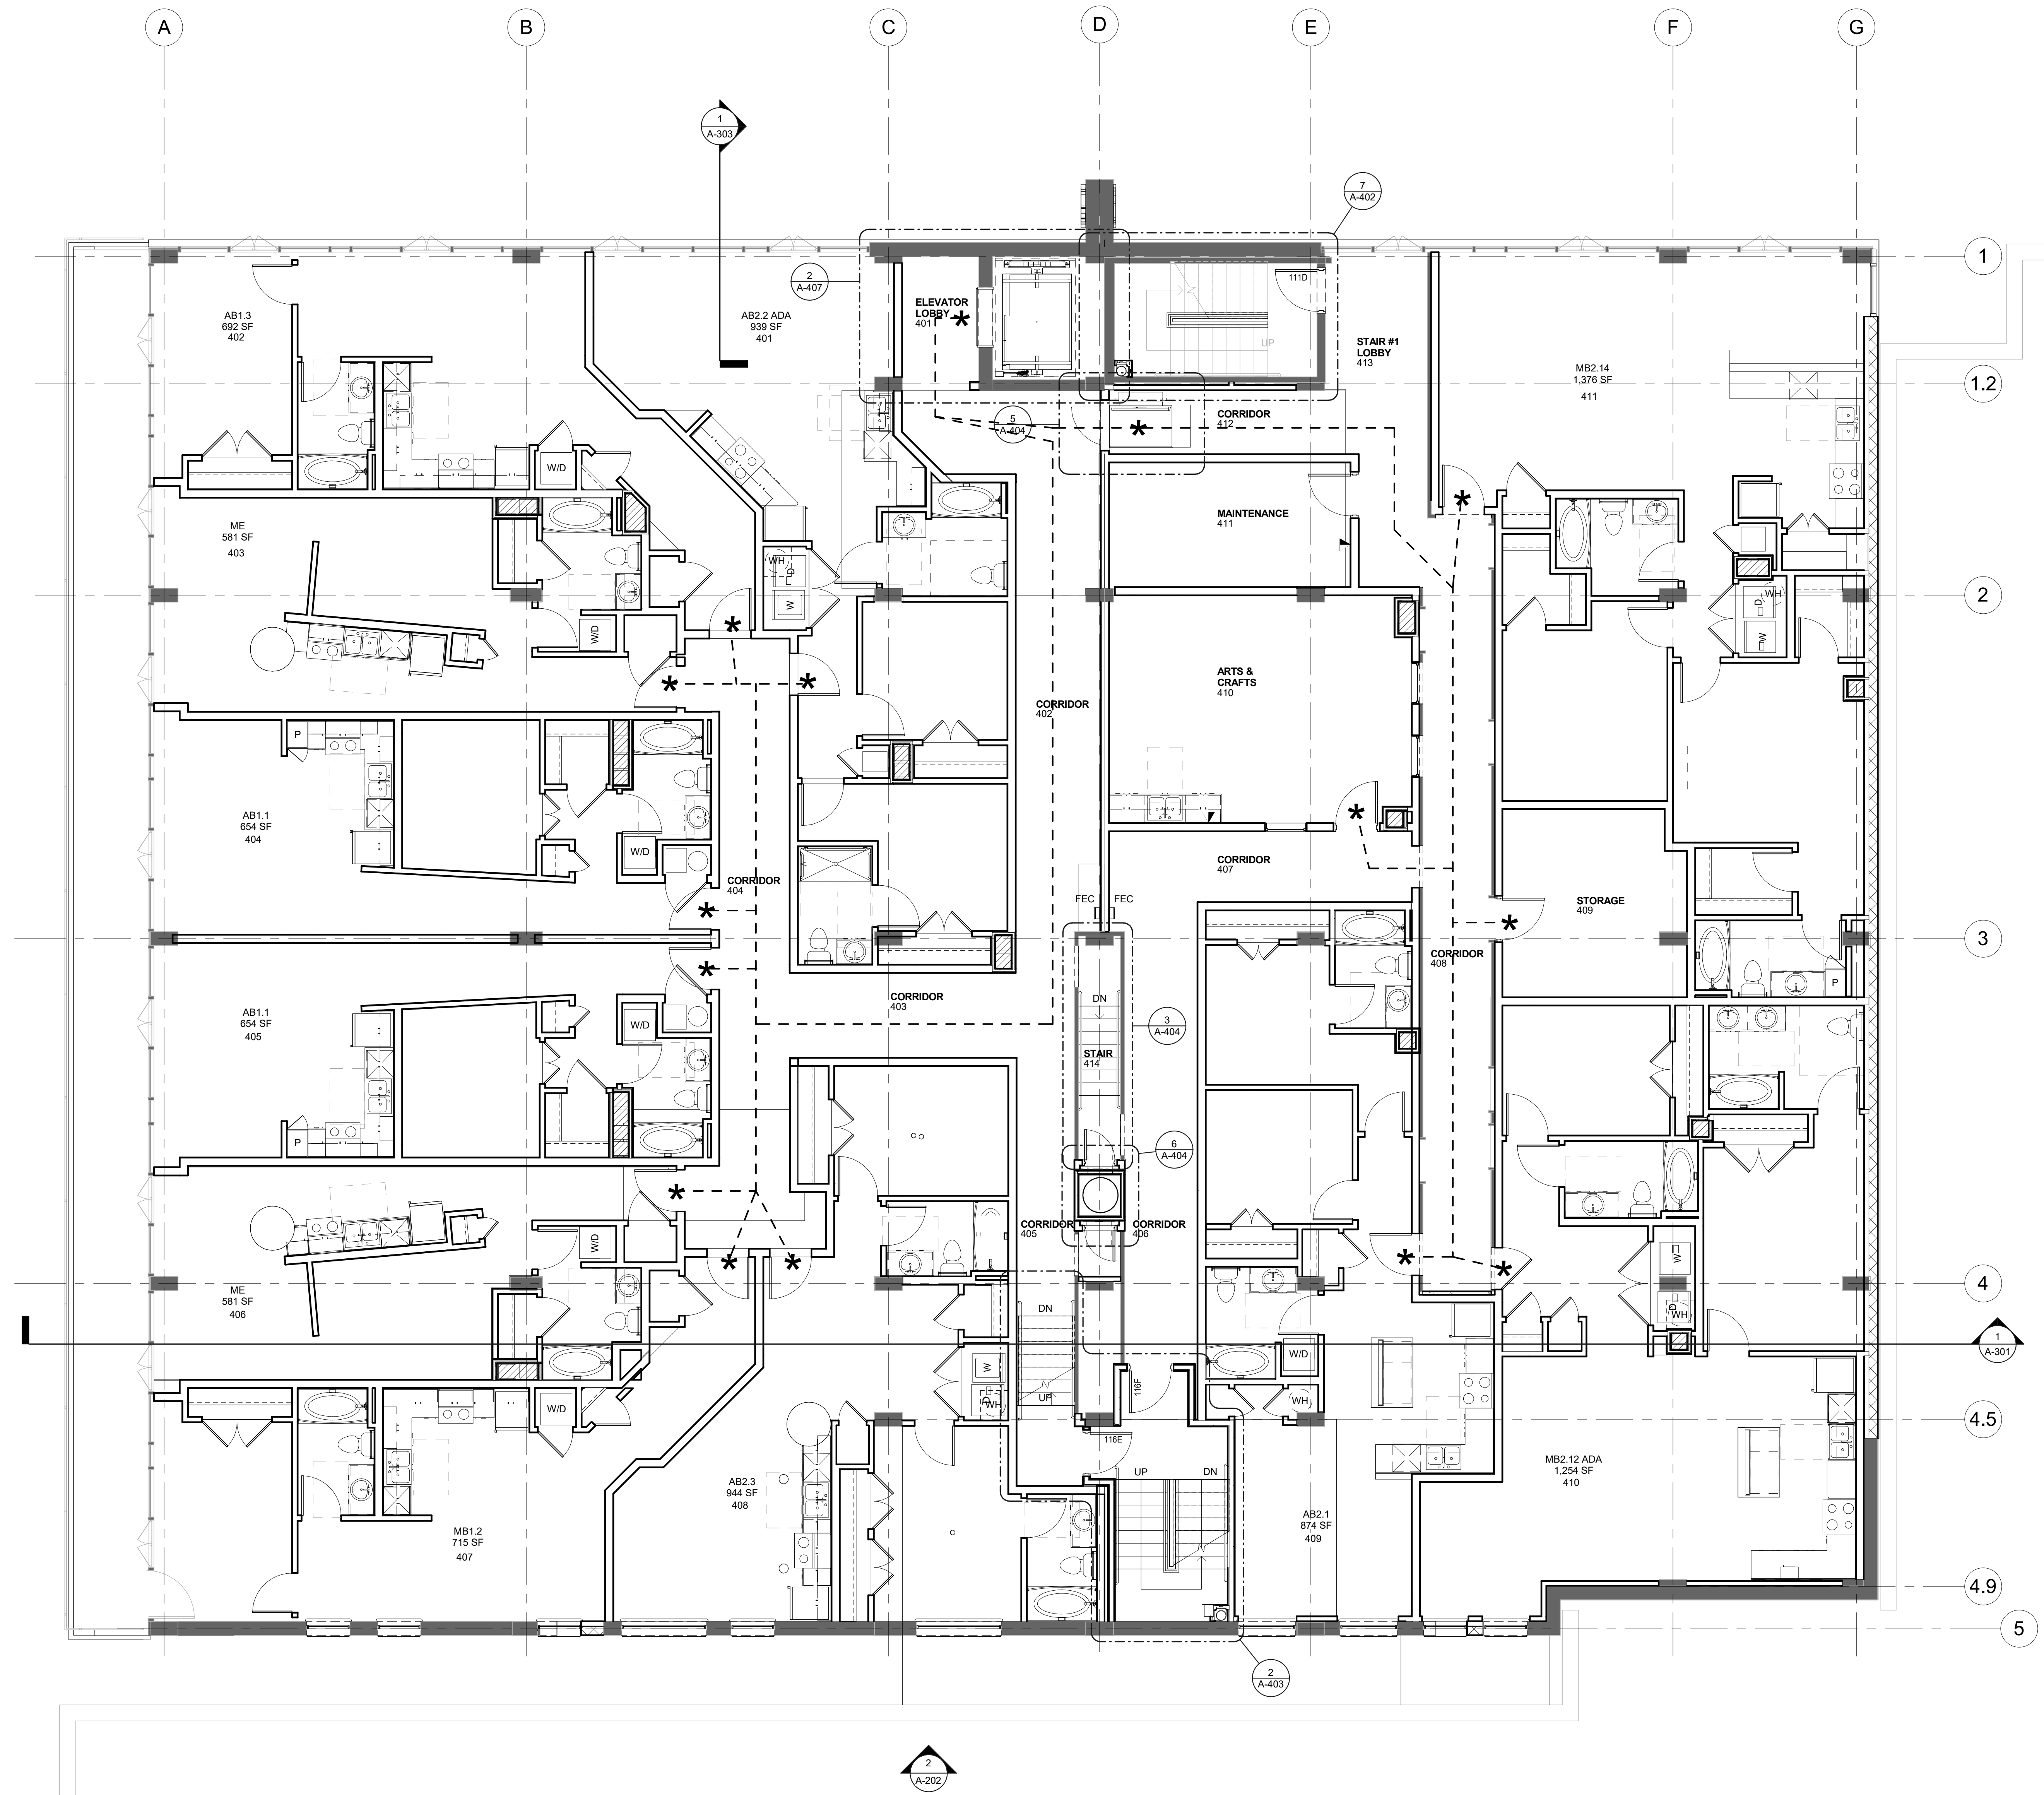 A
B
C
D
E
F
G
1
A-303
7
A-402
1
2
A-407
ELEVATOR
LOBBY
401
111D
UP
AB1.3
692 SF
402
AB2.2 ADA
939 SF
401
STAIR #1
LOBBY
413
MB2.14
1,376 SF
411
1.2
5
A-404
CORRIDOR
412
W/D
ME
581 SF
403
MAINTENANCE
411
WH
D
W
W/D
2
D
WH
W
ARTS &
CRAFTS
410
CORRIDOR
402
P
AB1.1
654 SF
404
W/D
CORRIDOR
404
CORRIDOR
407
FEC
FEC
STORAGE
409
3
CORRIDOR
408
P
CORRIDOR
403
DN
AB1.1
654 SF
405
W/D
3
A-404
STAIR
414
P
6
A-404
CORRIDOR
405
CORRIDOR
406
W/D
W
ME
581 SF
406
4
DN
D
WH
1
A-301
W/D
W
D
WH
UP
116F
WH
W/D
116E
4.5
UP
DN
MB2.12 ADA
1,254 SF
410
AB2.3
944 SF
408
AB2.1
874 SF
409
MB1.2
715 SF
407
4.9
5
2
A-403
2
A-202